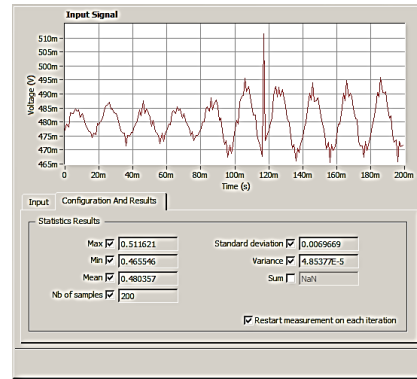 Input Signal
Voltage (V)
510m
505m
500m
495m
490m
485m
480m
475m
470m
465m
0 20m 40m 60m 80m 100m 120m 140m 160m 180m 200m
Time (s)
Input Configuration And Results
Statistics Results
Max 0.511621 Standard deviation 0.0069669
Min 0.465546 Variance 4.85377E-5
Mean 0.480357 Sum NaN
Nb of samples 200
Restart measurement on each iteration